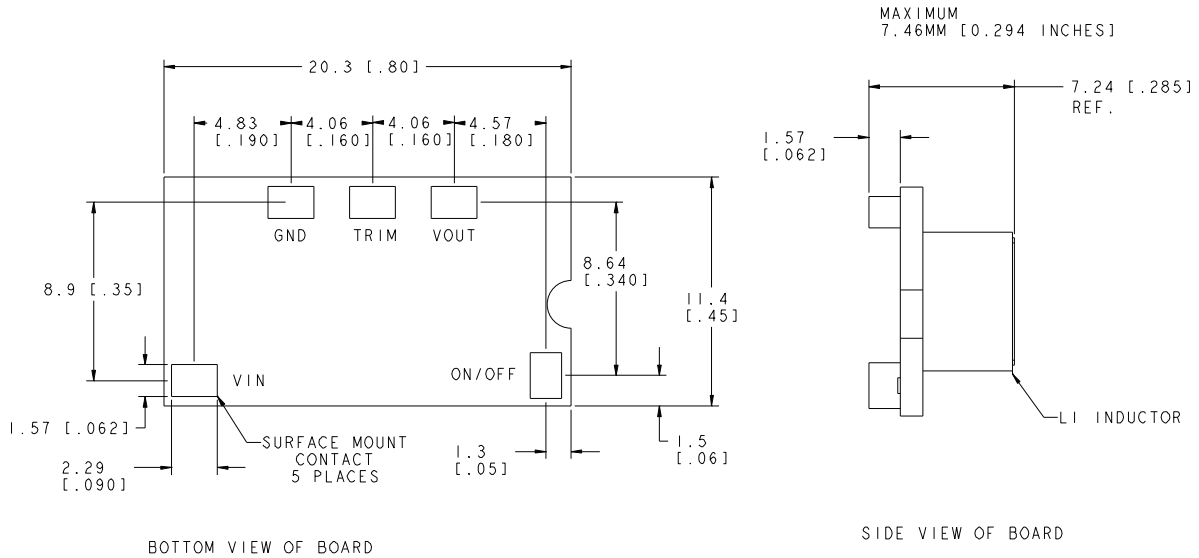 MAXIMUM
7.46MM [0.294 INCHES]
20.3 [.80]
7.24 [.285]
REF.
4.83
[.190]
4.06
[.160]
4.06
[.160]
4.57
[.180]
1.57
[.062]
GND
TRIM
VOUT
8.64
[.340]
8.9 [.35]
11.4
[.45]
VIN
ON/OFF
1.57 [.062]
SURFACE MOUNT
CONTACT
5 PLACES
2.29
[.090]
1.3
[.05]
1.5
[.06]
L1 INDUCTOR
BOTTOM VIEW OF BOARD
SIDE VIEW OF BOARD